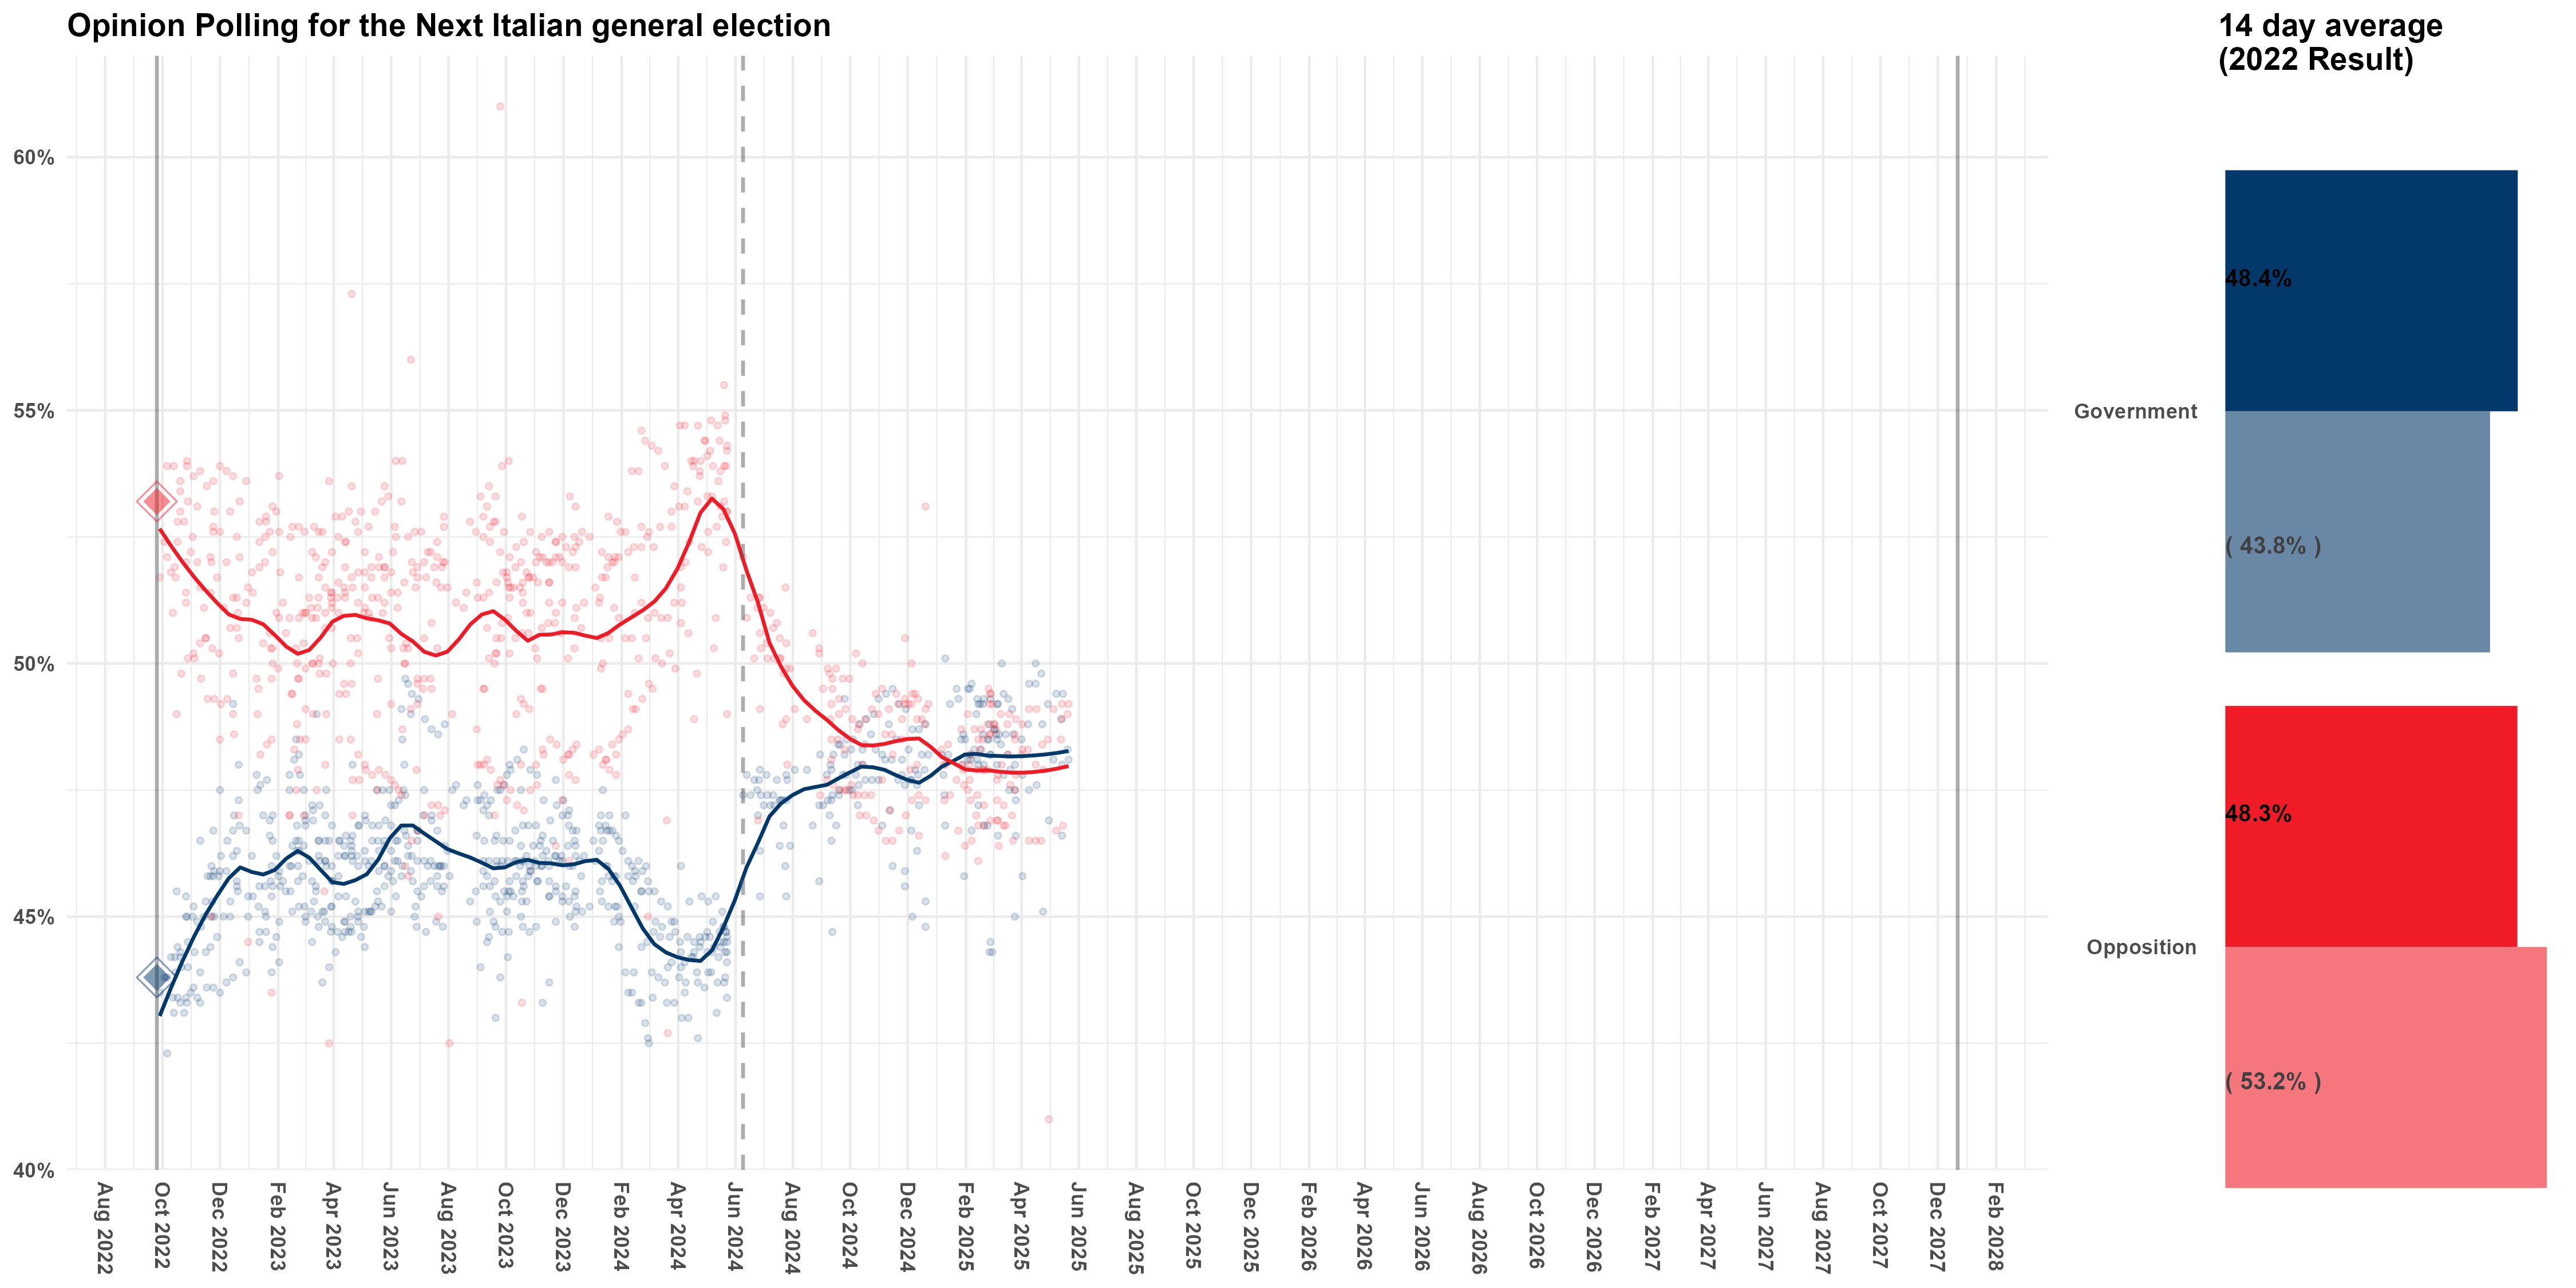 Opinion Polling for the Next Italian general election
14 day average
(2022 Result)
60%
55%
50%
45%
40%
Aug 2022
Oct 2022
Dec 2022
Feb 2023
Apr 2023
Jun 2023
Aug 2023
Oct 2023
Dec 2023
Feb 2024
Apr 2024
Jun 2024
Aug 2024
Oct 2024
Dec 2024
Feb 2025
Apr 2025
Jun 2025
Aug 2025
Oct 2025
Dec 2025
Feb 2026
Apr 2026
Jun 2026
Aug 2026
Oct 2026
Dec 2026
Feb 2027
Apr 2027
Jun 2027
Aug 2027
Oct 2027
Dec 2027
Feb 2028
Government
48.4%
( 43.8% )
Opposition
48.3%
( 53.2% )